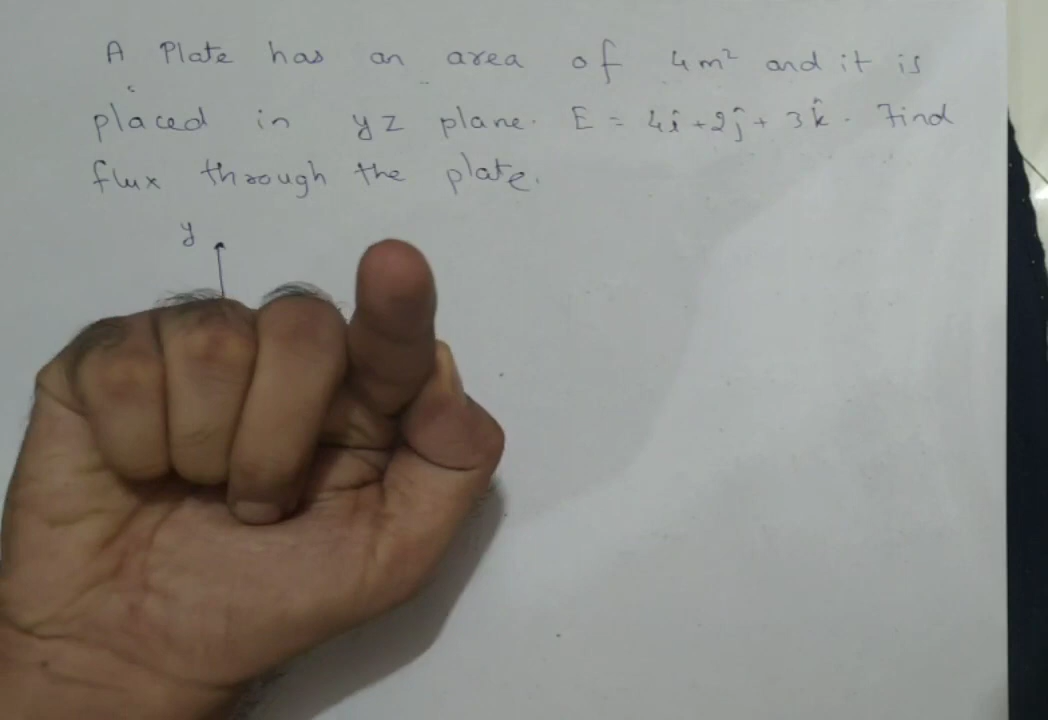 A Plate has an area of 4m² and it is
placed in yz plane. E = 4î + 2ĵ + 3k̂. Find
flux through the plate.
y